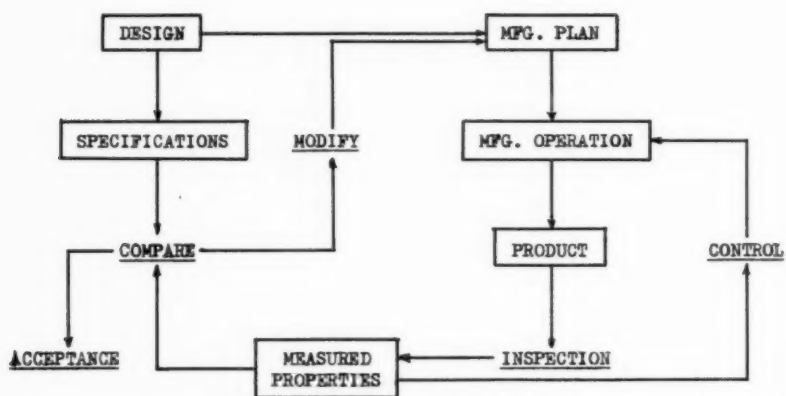 DESIGN
MFG. PLAN
SPECIFICATIONS
MODIFY
MFG. OPERATION
COMPARE
PRODUCT
CONTROL
ACCEPTANCE
MEASURED
PROPERTIES
INSPECTION